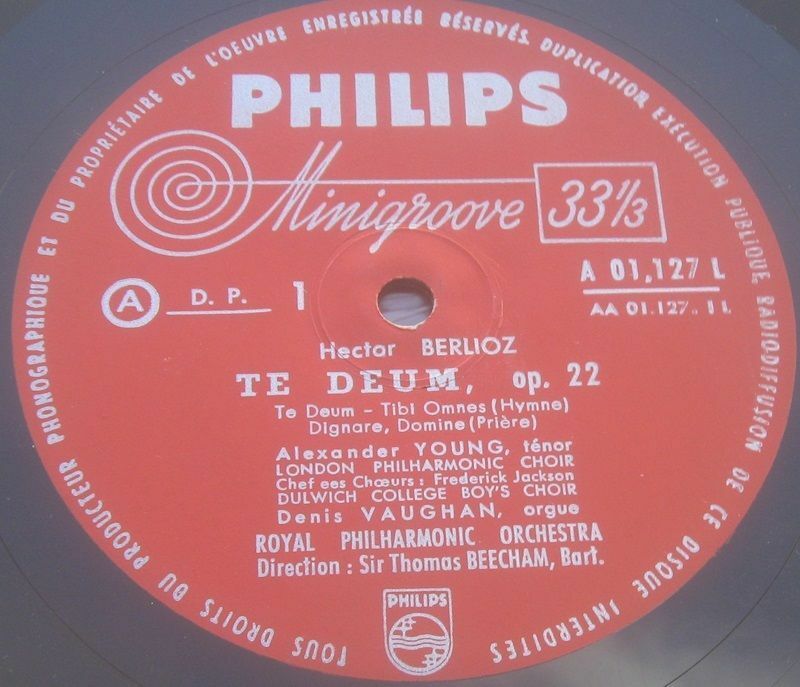 TOUS DROITS DU PRODUCTEUR PHONOGRAPHIQUE ET DU PROPRIÉTAIRE DE L'OEUVRE ENREGISTRÉE RÉSERVÉS. DUPLICATION EXÉCUTION PUBLIQUE, RADIODIFFUSION DE CE DISQUE INTERDITES
PHILIPS
Minigroove 33⅓
A 01,127 L
A D. P. 1
AA 01.127. 1 L
Hector BERLIOZ
TE DEUM, op. 22
Te Deum – Tibi Omnes (Hymne)
Dignare, Domine (Prière)
Alexander YOUNG, ténor
LONDON PHILHARMONIC CHOIR
Chef ees Chœurs : Frederick Jackson
DULWICH COLLEGE BOY'S CHOIR
Denis VAUGHAN, orgue
ROYAL PHILHARMONIC ORCHESTRA
Direction : Sir Thomas BEECHAM, Bart.
PHILIPS